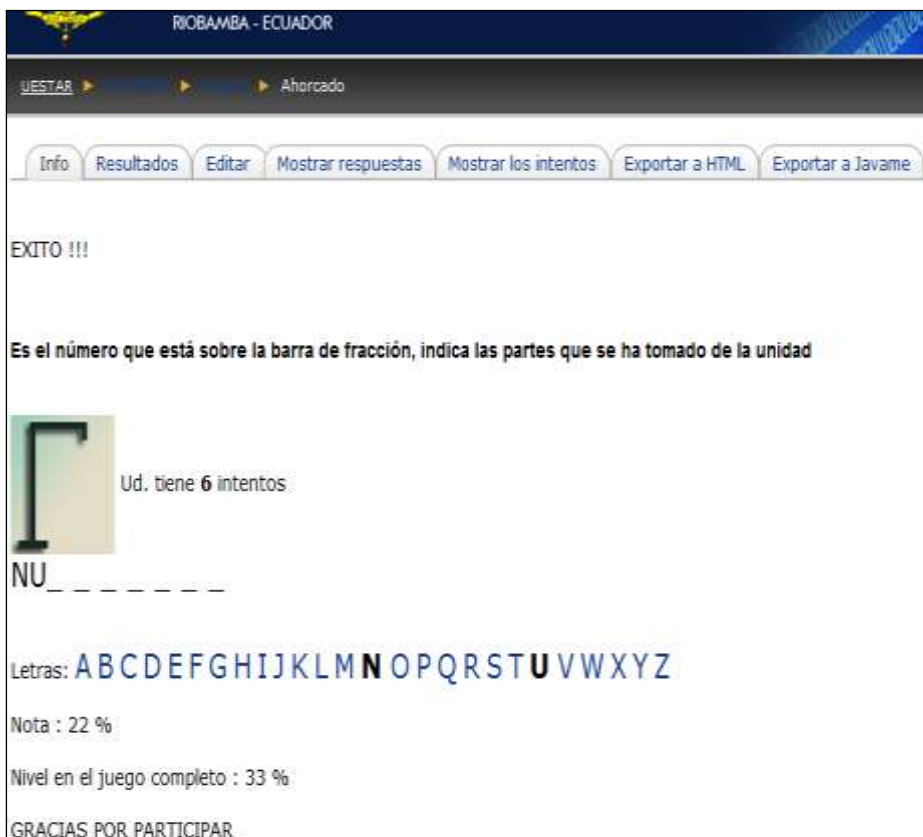 RIOBAMBA - ECUADOR
UESTAR ► ► ► Ahorcado
Info Resultados Editar Mostrar respuestas Mostrar los intentos Exportar a HTML Exportar a Javame
EXITO !!!
Es el número que está sobre la barra de fracción, indica las partes que se ha tomado de la unidad
Ud. tiene 6 intentos
NU_ _ _ _ _ _ _
Letras: A B C D E F G H I J K L M N O P Q R S T U V W X Y Z
Nota : 22 %
Nivel en el juego completo : 33 %
GRACIAS POR PARTICIPAR